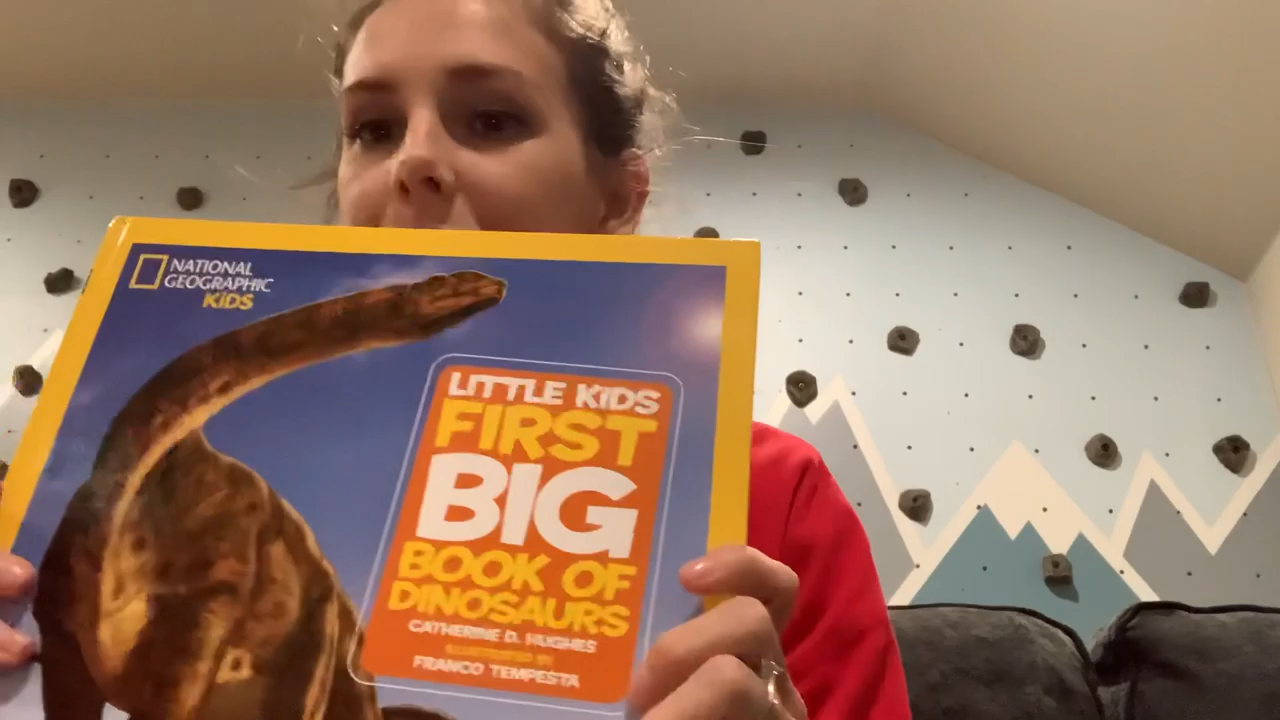 NATIONAL
GEOGRAPHIC
KiDS
LITTLE KIDS
FIRST
BIG
BOOK OF
DINOSAURS
CATHERINE D. HUGHES
ILLUSTRATED BY
FRANCO TEMPESTA